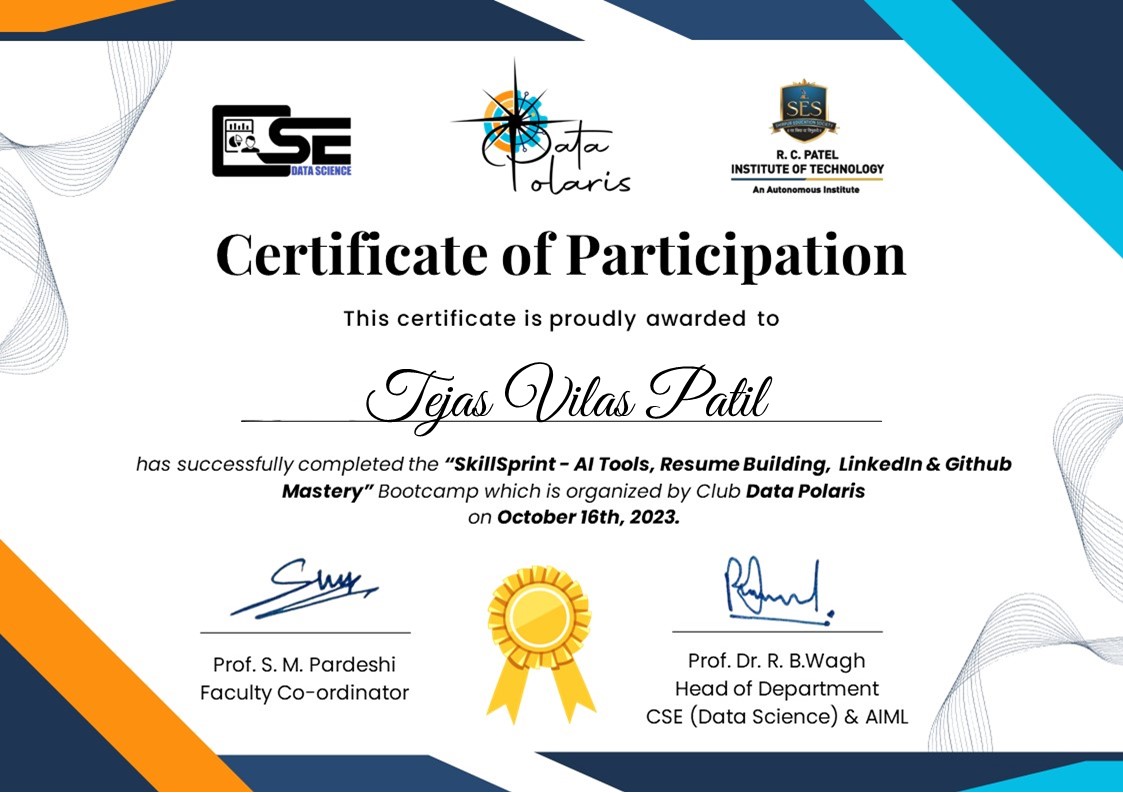 CSE
DATA SCIENCE
Data
Polaris
SES
R. C. PATEL
INSTITUTE OF TECHNOLOGY
An Autonomous Institute
Certificate of Participation
This certificate is proudly awarded to
Tejas Vilas Patil
has successfully completed the “SkillSprint - AI Tools, Resume Building, LinkedIn & Github
Mastery” Bootcamp which is organized by Club Data Polaris
on October 16th, 2023.
Prof. S. M. Pardeshi
Faculty Co-ordinator
Prof. Dr. R. B.Wagh
Head of Department
CSE (Data Science) & AIML